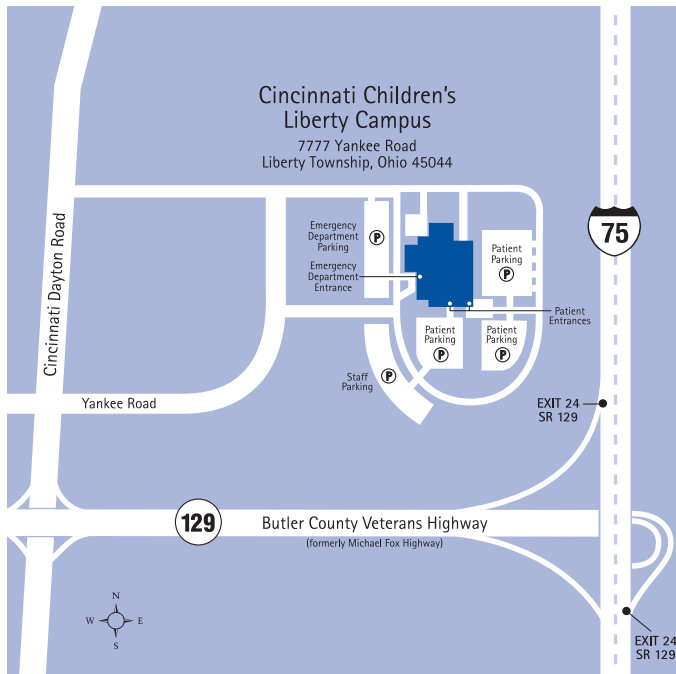 Cincinnati Children's
Liberty Campus
7777 Yankee Road
Liberty Township, Ohio 45044
Cincinnati Dayton Road
75
Emergency
Department
Parking
P
Emergency
Department
Entrance
Patient
Parking
P
Patient
Entrances
Patient
Parking
P
Patient
Parking
P
Staff
Parking
P
Yankee Road
EXIT 24
SR 129
129
Butler County Veterans Highway
(formerly Michael Fox Highway)
N
W
E
S
EXIT 24
SR 129